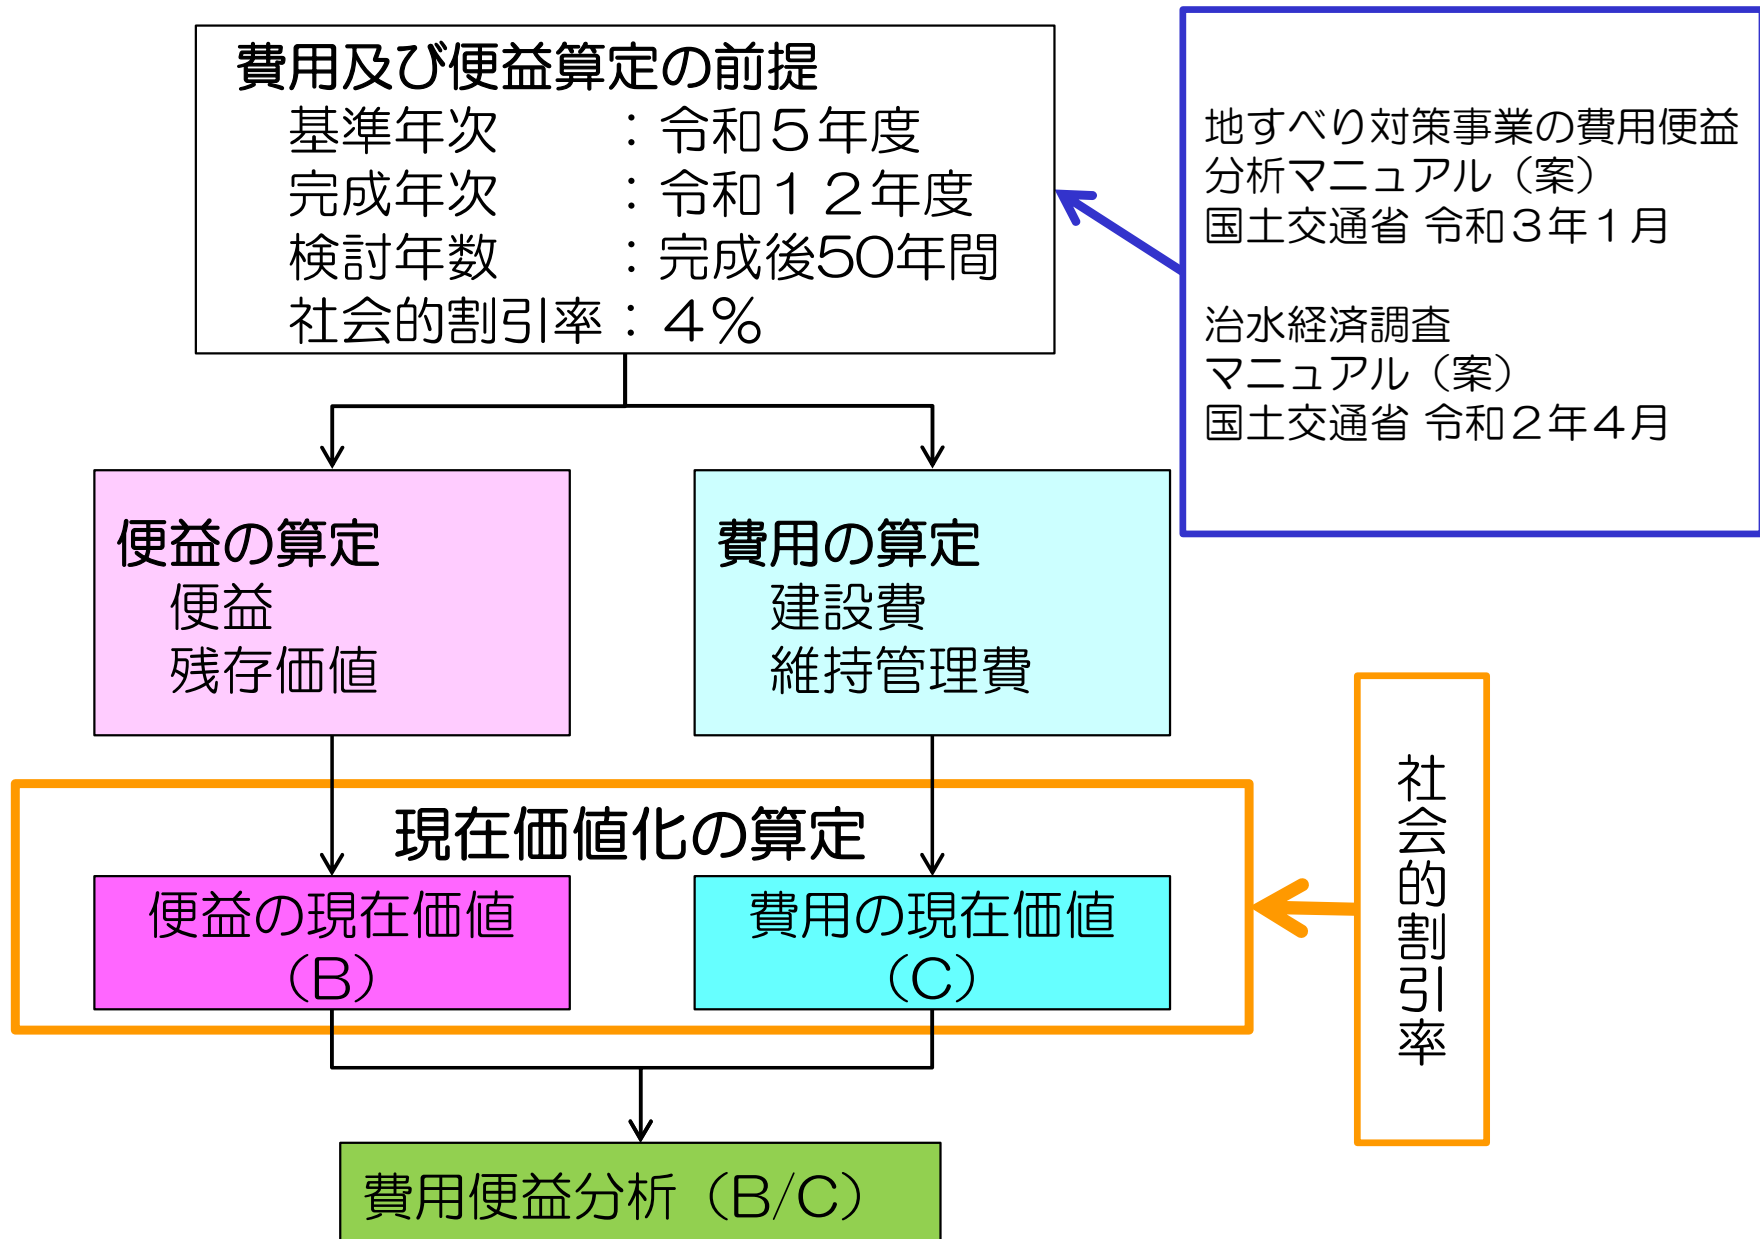 費用及び便益算定の前提
基準年次 : 令和5年度
完成年次 : 令和12年度
検討年数 : 完成後50年間
社会的割引率 : 4%
地すべり対策事業の費用便益
分析マニュアル(案)
国土交通省 令和3年1月
治水経済調査
マニュアル(案)
国土交通省 令和2年4月
便益の算定
便益
残存価値
費用の算定
建設費
維持管理費
現在価値化の算定
便益の現在価値
(B)
費用の現在価値
(C)
社会的割引率
費用便益分析(B/C)